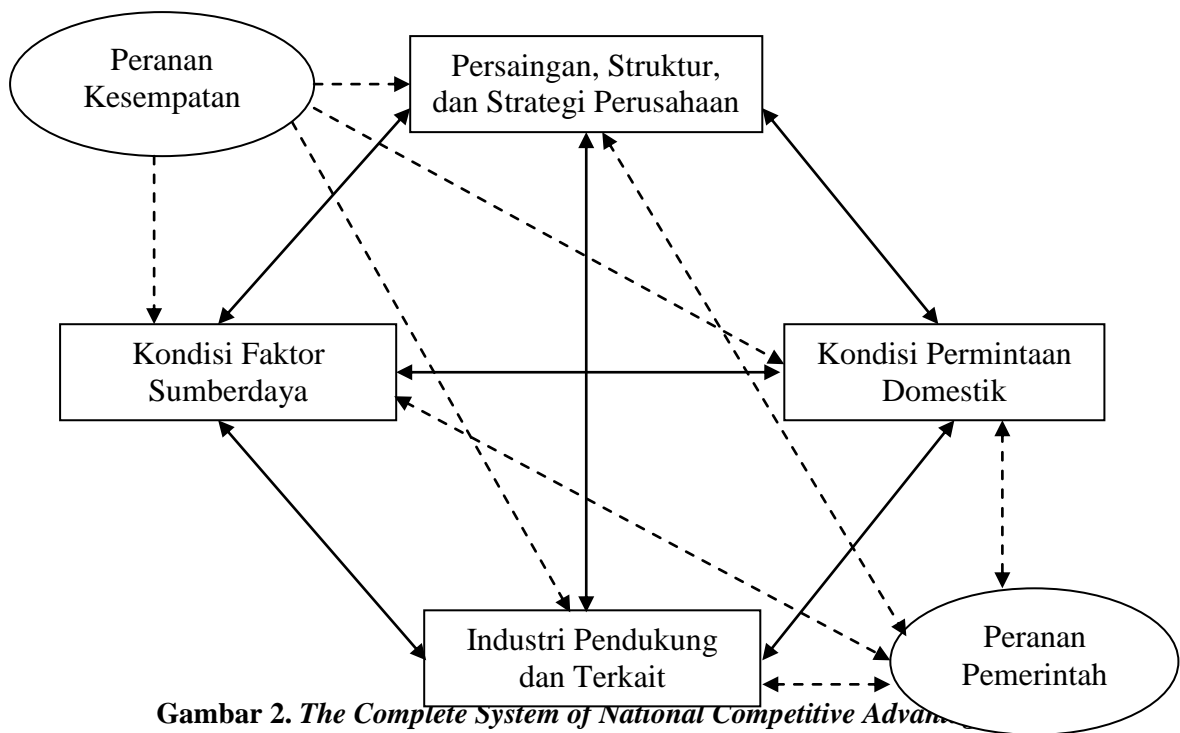 Peranan
Kesempatan
Persaingan, Struktur,
dan Strategi Perusahaan
Kondisi Faktor
Sumberdaya
Kondisi Permintaan
Domestik
Industri Pendukung
dan Terkait
Peranan
Pemerintah
Gambar 2. The Complete System of National Competitive